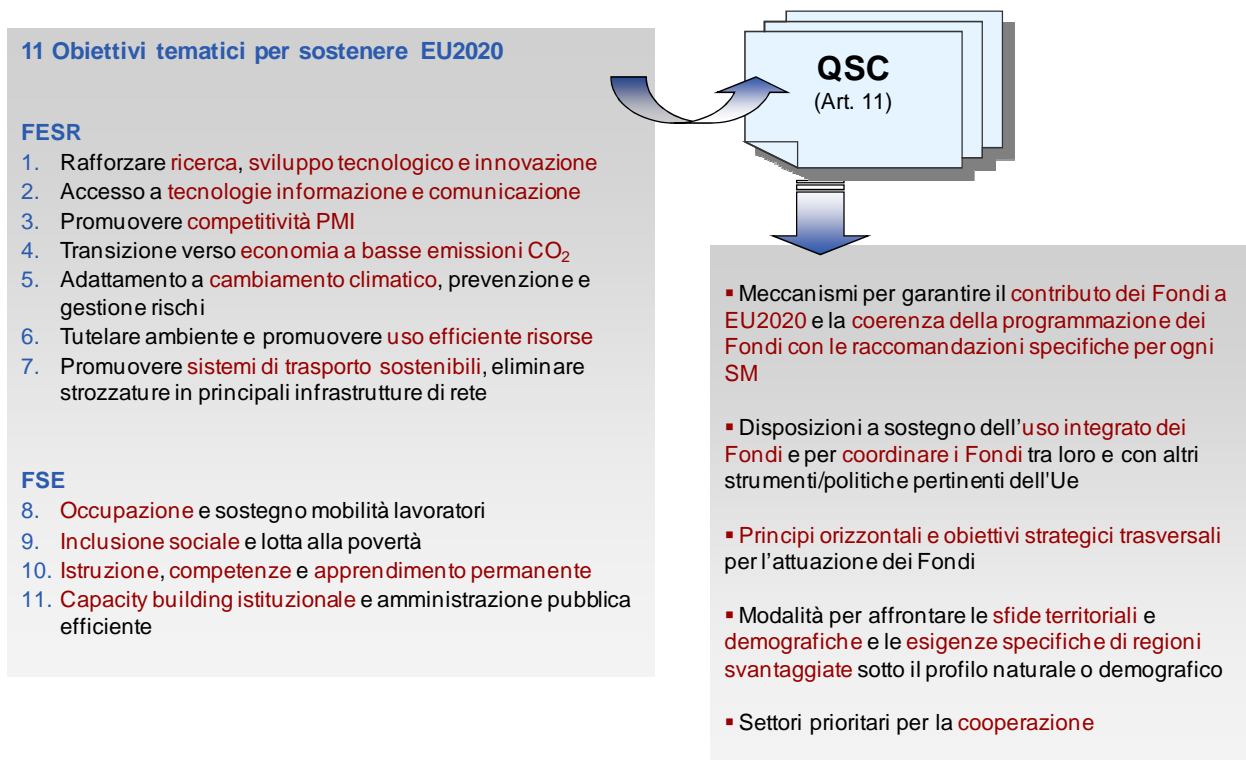 11 Obiettivi tematici per sostenere EU2020
FESR
1. Rafforzare ricerca, sviluppo tecnologico e innovazione
2. Accesso a tecnologie informazione e comunicazione
3. Promuovere competitività PMI
4. Transizione verso economia a basse emissioni CO₂
5. Adattamento a cambiamento climatico, prevenzione e
gestione rischi
6. Tutelare ambiente e promuovere uso efficiente risorse
7. Promuovere sistemi di trasporto sostenibili, eliminare
strozzature in principali infrastrutture di rete
FSE
8. Occupazione e sostegno mobilità lavoratori
9. Inclusione sociale e lotta alla povertà
10. Istruzione, competenze e apprendimento permanente
11. Capacity building istituzionale e amministrazione pubblica
efficiente
QSC
(Art. 11)
▪ Meccanismi per garantire il contributo dei Fondi a
EU2020 e la coerenza della programmazione dei
Fondi con le raccomandazioni specifiche per ogni
SM
▪ Disposizioni a sostegno dell’uso integrato dei
Fondi e per coordinare i Fondi tra loro e con altri
strumenti/politiche pertinenti dell'Ue
▪ Principi orizzontali e obiettivi strategici trasversali
per l’attuazione dei Fondi
▪ Modalità per affrontare le sfide territoriali e
demografiche e le esigenze specifiche di regioni
svantaggiate sotto il profilo naturale o demografico
▪ Settori prioritari per la cooperazione